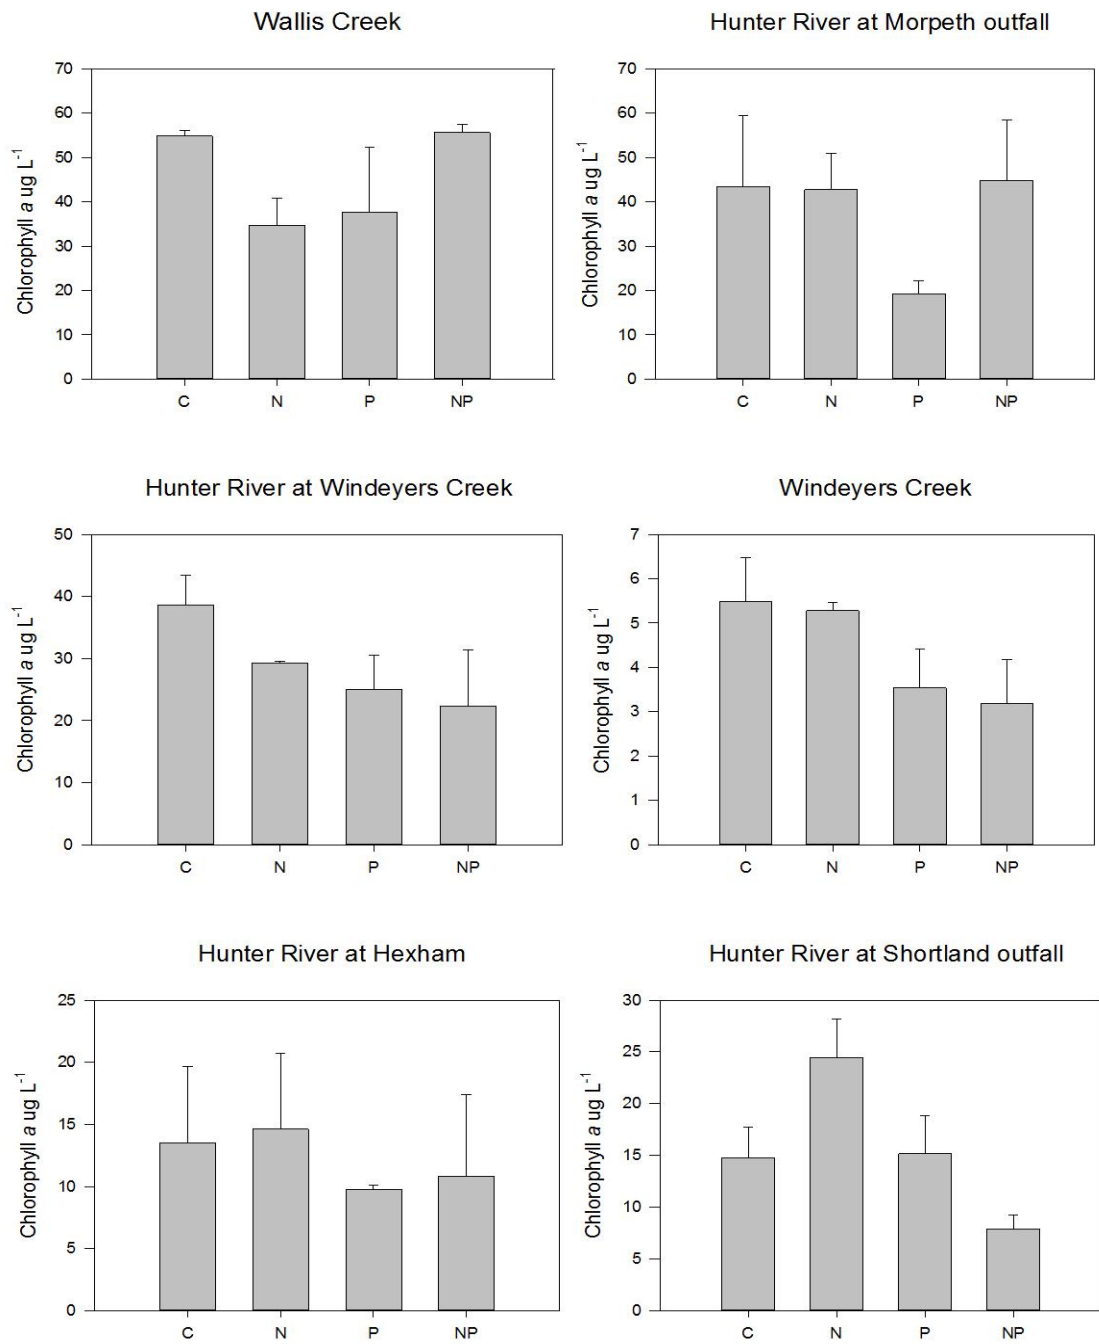 Wallis Creek
Chlorophyll a ug L-1
70
60
50
40
30
20
10
0
C N P NP
Hunter River at Morpeth outfall
Chlorophyll a ug L-1
70
60
50
40
30
20
10
0
C N P NP
Hunter River at Windeyers Creek
Chlorophyll a ug L-1
50
40
30
20
10
0
C N P NP
Windeyers Creek
Chlorophyll a ug L-1
7
6
5
4
3
2
1
0
C N P NP
Hunter River at Hexham
Chlorophyll a ug L-1
25
20
15
10
5
0
C N P NP
Hunter River at Shortland outfall
Chlorophyll a ug L-1
30
25
20
15
10
5
0
C N P NP